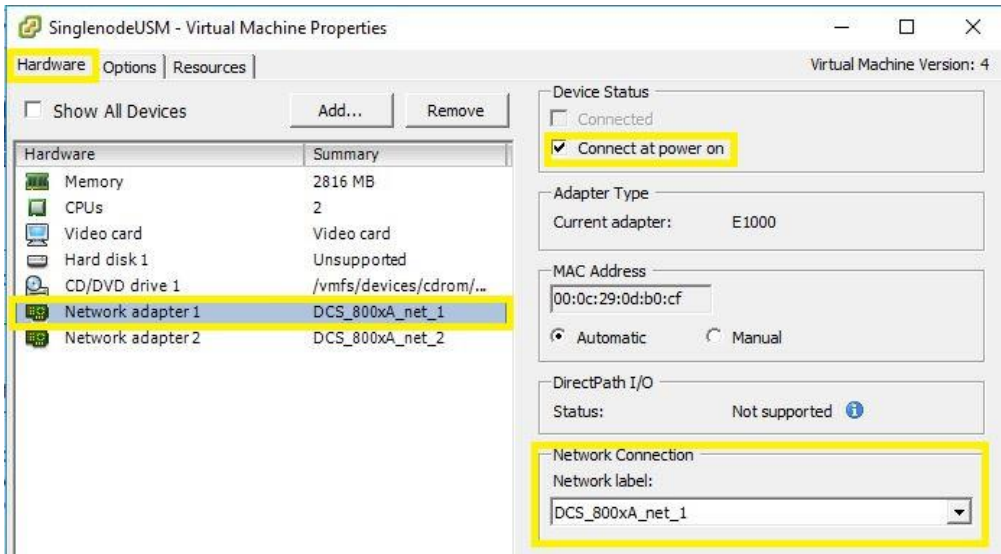 SinglenodeUSM - Virtual Machine Properties
Hardware Options Resources Virtual Machine Version: 4
Show All Devices Add... Remove
Hardware Summary
Memory 2816 MB
CPUs 2
Video card Video card
Hard disk 1 Unsupported
CD/DVD drive 1 /vmfs/devices/cdrom/...
Network adapter 1 DCS_800xA_net_1
Network adapter 2 DCS_800xA_net_2
Device Status
Connected
Connect at power on
Adapter Type
Current adapter: E1000
MAC Address
00:0c:29:0d:b0:cf
Automatic Manual
DirectPath I/O
Status: Not supported
Network Connection
Network label:
DCS_800xA_net_1